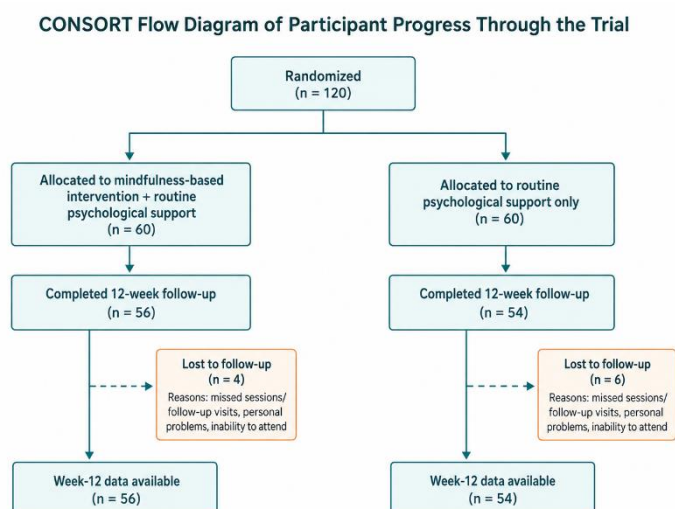 CONSORT Flow Diagram of Participant Progress Through the Trial
Randomized
(n = 120)
Allocated to mindfulness-based
intervention + routine
psychological support
(n = 60)
Allocated to routine
psychological support only
(n = 60)
Completed 12-week follow-up
(n = 56)
Completed 12-week follow-up
(n = 54)
Lost to follow-up
(n = 4)
Reasons: missed sessions/
follow-up visits, personal
problems, inability to attend
Lost to follow-up
(n = 6)
Reasons: missed sessions/
follow-up visits, personal
problems, inability to attend
Week-12 data available
(n = 56)
Week-12 data available
(n = 54)